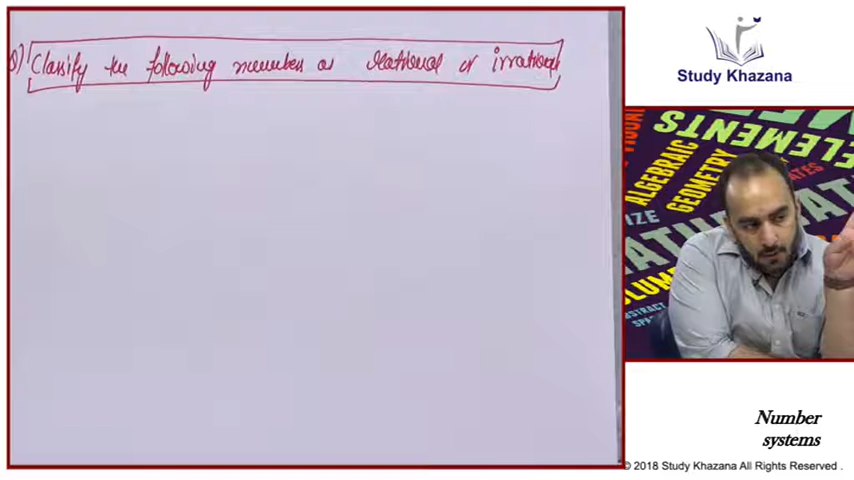 Q) Classify the following numbers as Rational or irrational
Study Khazana
ELEMENTS
ALGEBRAIC
GEOMETRY
Number
systems
© 2018 Study Khazana All Rights Reserved .